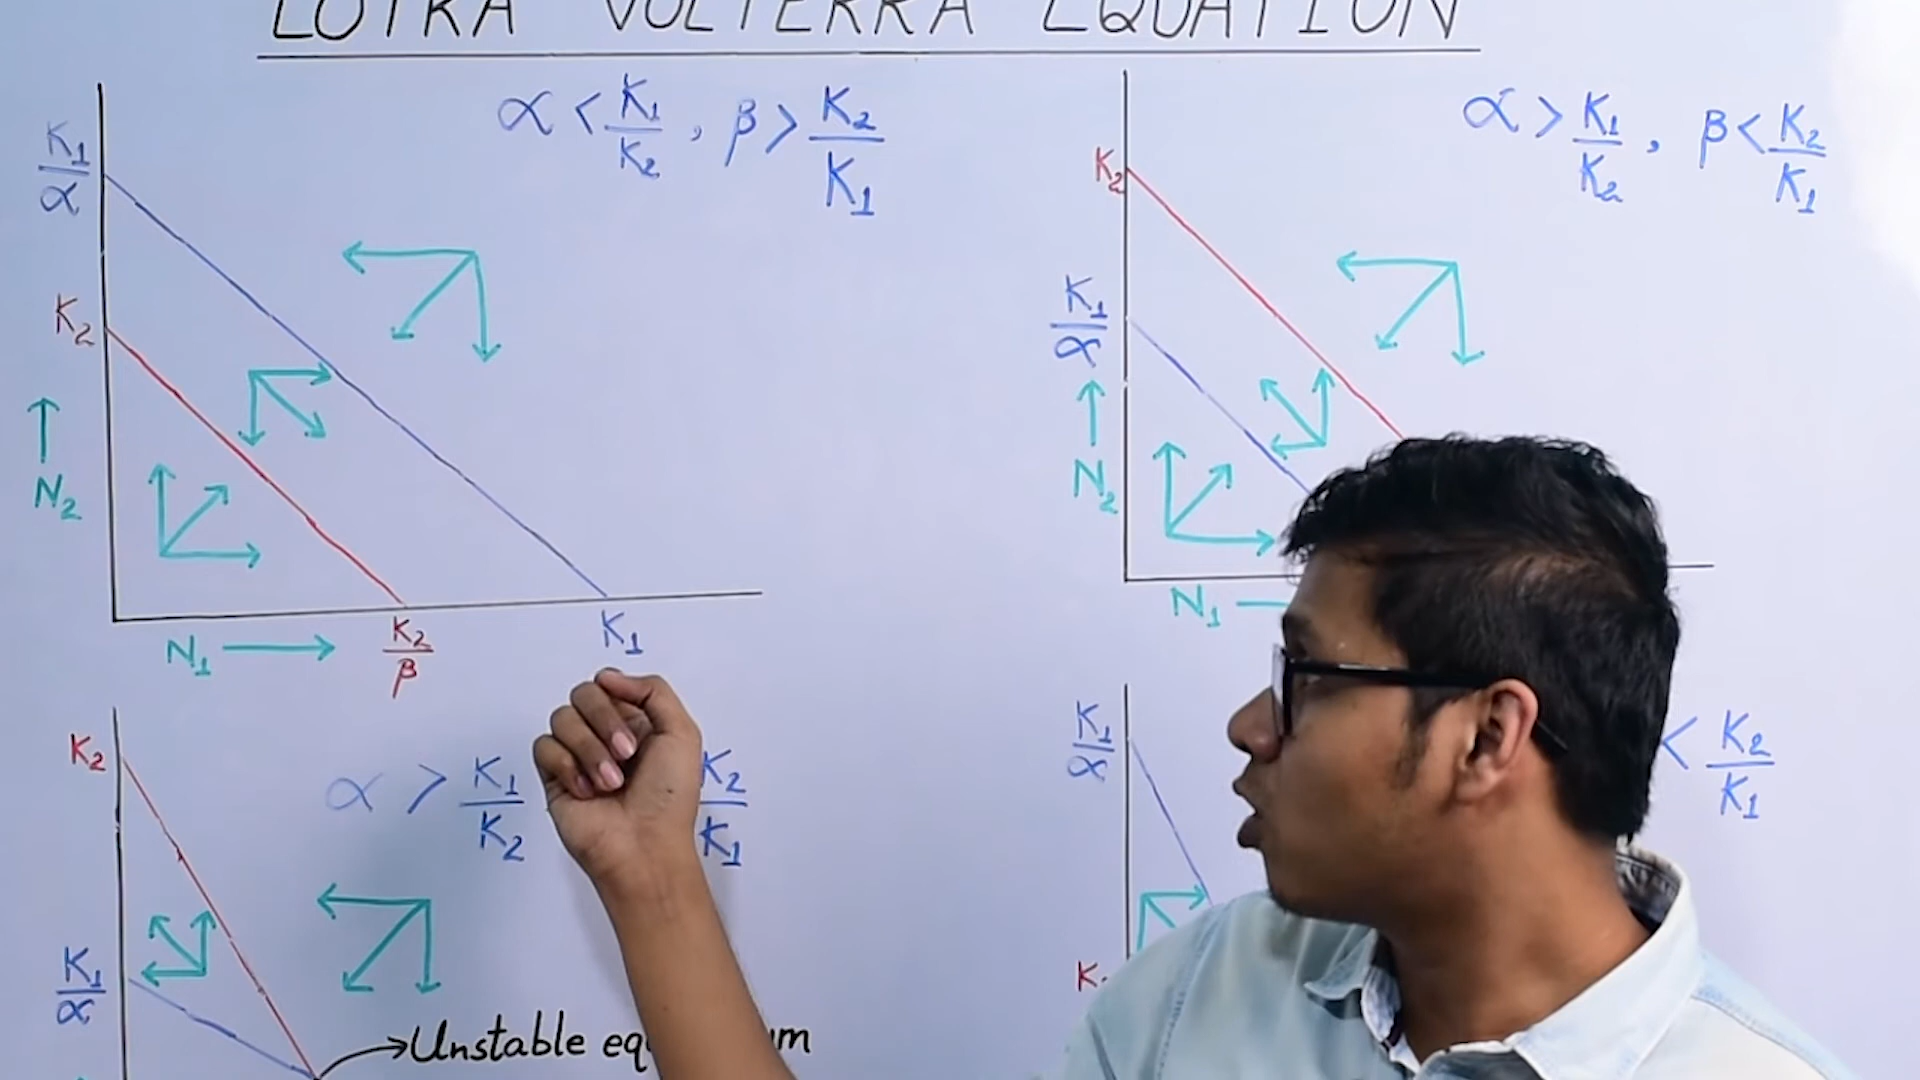 LOTKA VOLTERRA EQUATION
α < K₁/K₂ , β > K₂/K₁
K₁/α
K₂
N₂
N₁
K₂/β
K₁
α > K₁/K₂ , β < K₂/K₁
K₂
K₁/α
N₂
N₁
K₂
α > K₁/K₂
K₂/K₁
K₁/α
Unstable
K₁/α
< K₂/K₁